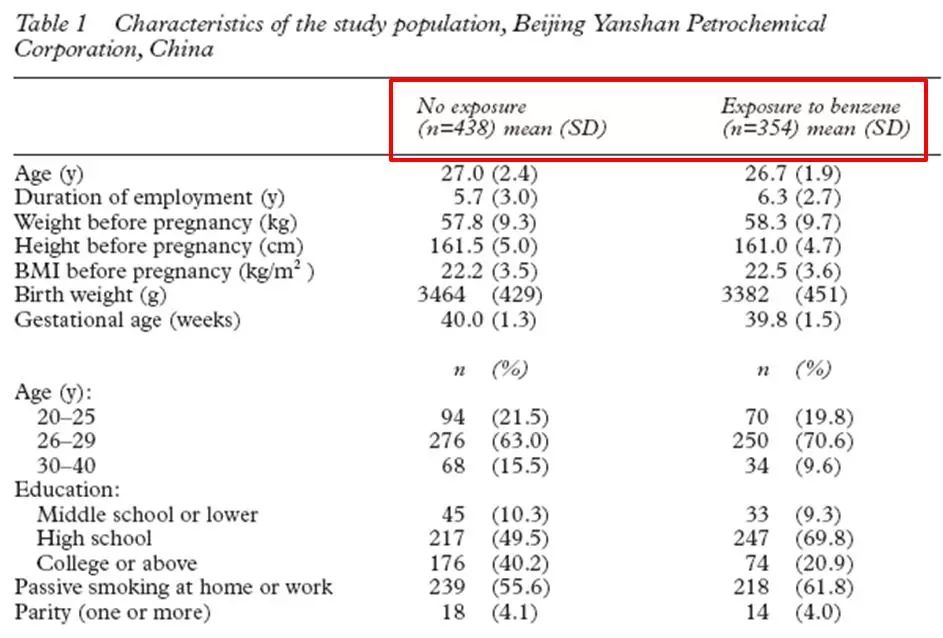 Table 1 Characteristics of the study population, Beijing Yanshan Petrochemical
Corporation, China
No exposure Exposure to benzene
(n=438) mean (SD) (n=354) mean (SD)
Age (y) 27.0 (2.4) 26.7 (1.9)
Duration of employment (y) 5.7 (3.0) 6.3 (2.7)
Weight before pregnancy (kg) 57.8 (9.3) 58.3 (9.7)
Height before pregnancy (cm) 161.5 (5.0) 161.0 (4.7)
BMI before pregnancy (kg/m²) 22.2 (3.5) 22.5 (3.6)
Birth weight (g) 3464 (429) 3382 (451)
Gestational age (weeks) 40.0 (1.3) 39.8 (1.5)
n (%) n (%)
Age (y):
20–25 94 (21.5) 70 (19.8)
26–29 276 (63.0) 250 (70.6)
30–40 68 (15.5) 34 (9.6)
Education:
Middle school or lower 45 (10.3) 33 (9.3)
High school 217 (49.5) 247 (69.8)
College or above 176 (40.2) 74 (20.9)
Passive smoking at home or work 239 (55.6) 218 (61.8)
Parity (one or more) 18 (4.1) 14 (4.0)